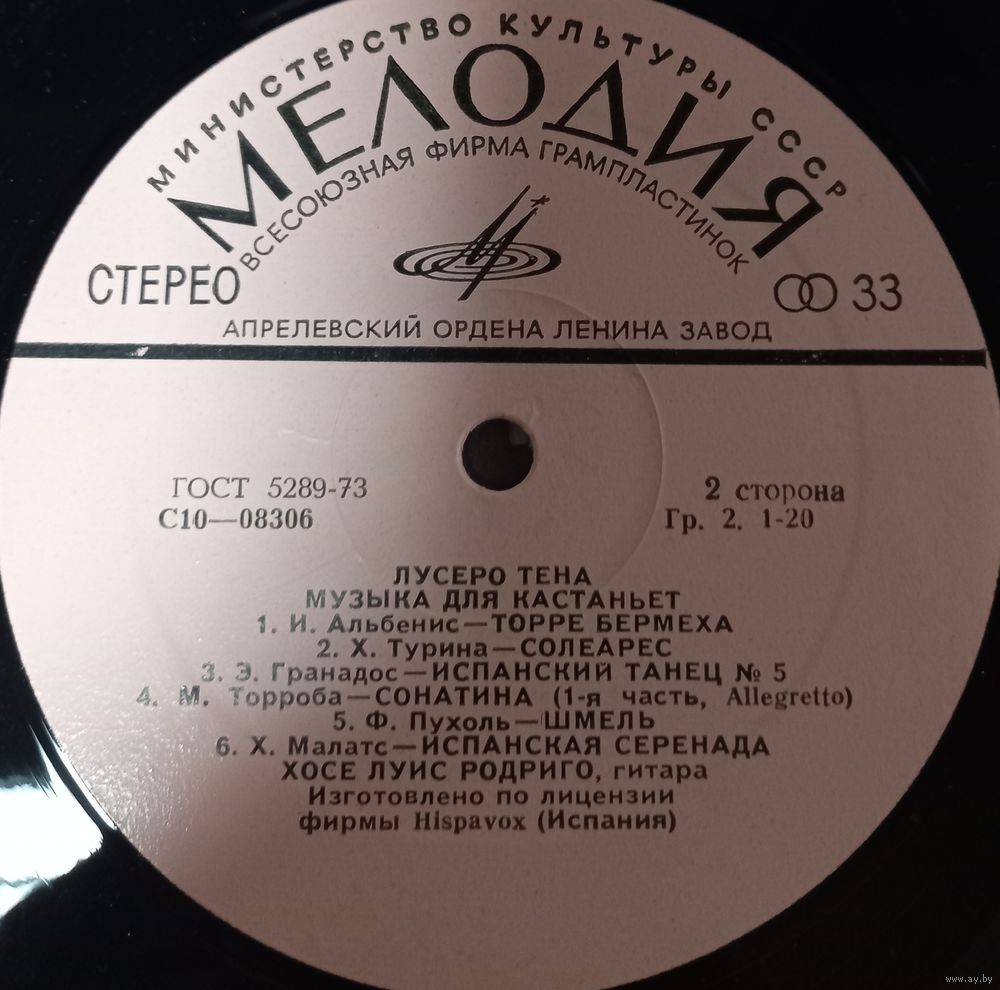 МИНИСТЕРСТВО КУЛЬТУРЫ СССР
МЕЛОДИЯ
ВСЕСОЮЗНАЯ ФИРМА ГРАМПЛАСТИНОК
СТЕРЕО
33
АПРЕЛЕВСКИЙ ОРДЕНА ЛЕНИНА ЗАВОД
ГОСТ 5289-73
2 сторона
С10—08306
Гр. 2. 1-20
ЛУСЕРО ТЕНА
МУЗЫКА ДЛЯ КАСТАНЬЕТ
1. И. Альбенис—ТОРРЕ БЕРМЕХА
2. Х. Турина—СОЛЕАРЕС
3. Э. Гранадос—ИСПАНСКИЙ ТАНЕЦ № 5
4. М. Торроба—СОНАТИНА (1-я часть, Allegretto)
5. Ф. Пухоль—ШМЕЛЬ
6. Х. Малатс—ИСПАНСКАЯ СЕРЕНАДА
ХОСЕ ЛУИС РОДРИГО, гитара
Изготовлено по лицензии
фирмы Hispavox (Испания)
www.ay.by